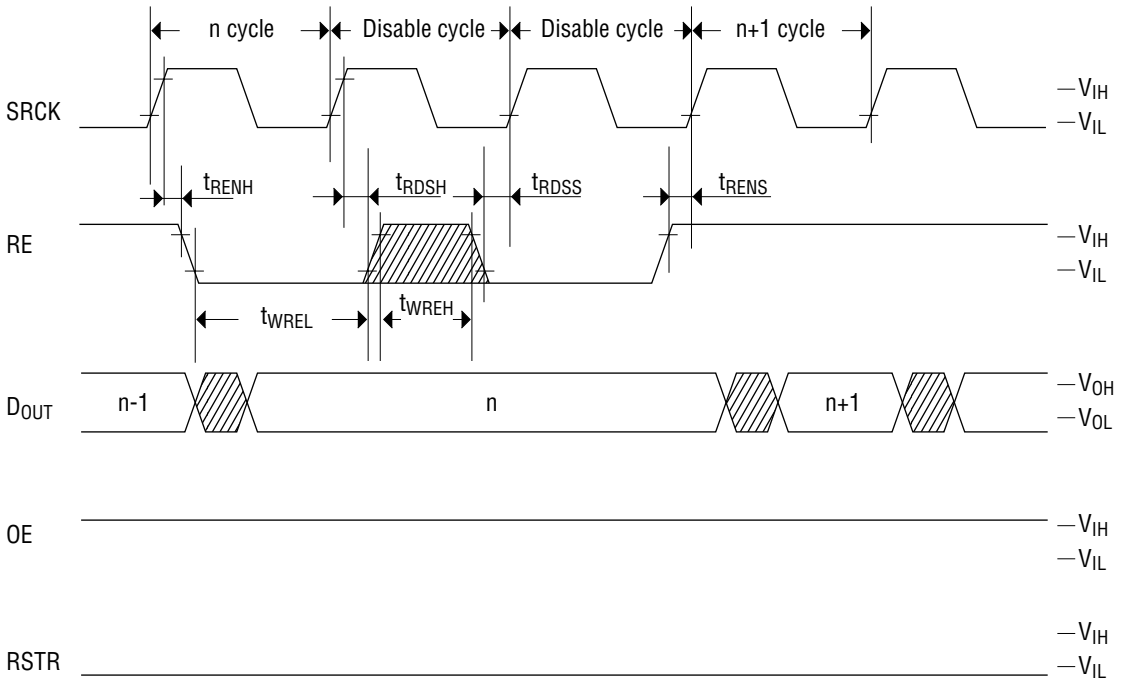 n cycle Disable cycle Disable cycle n+1 cycle
SRCK
VIH
VIL
tRENH tRDSH tRDSS tRENS
RE
VIH
VIL
tWREL tWREH
DOUT n-1 n n+1
VOH
VOL
OE
VIH
VIL
RSTR
VIH
VIL